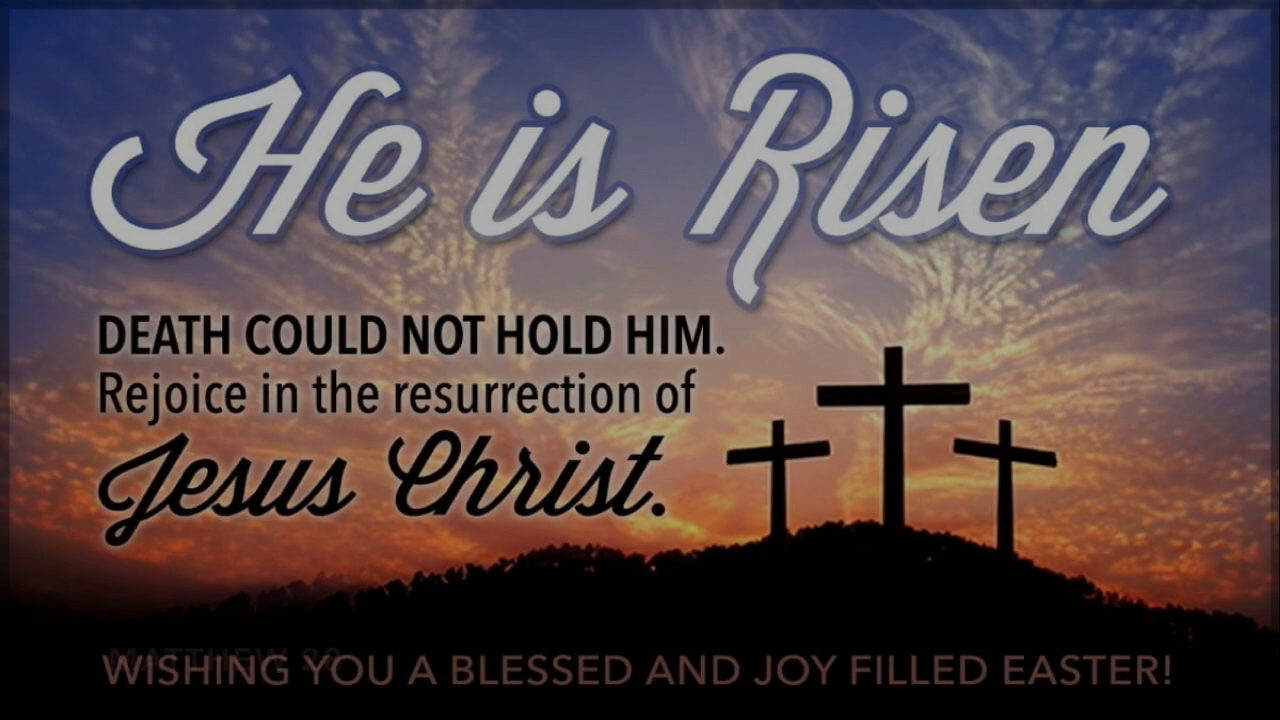 He is Risen
DEATH COULD NOT HOLD HIM.
Rejoice in the resurrection of
Jesus Christ.
WISHING YOU A BLESSED AND JOY FILLED EASTER!